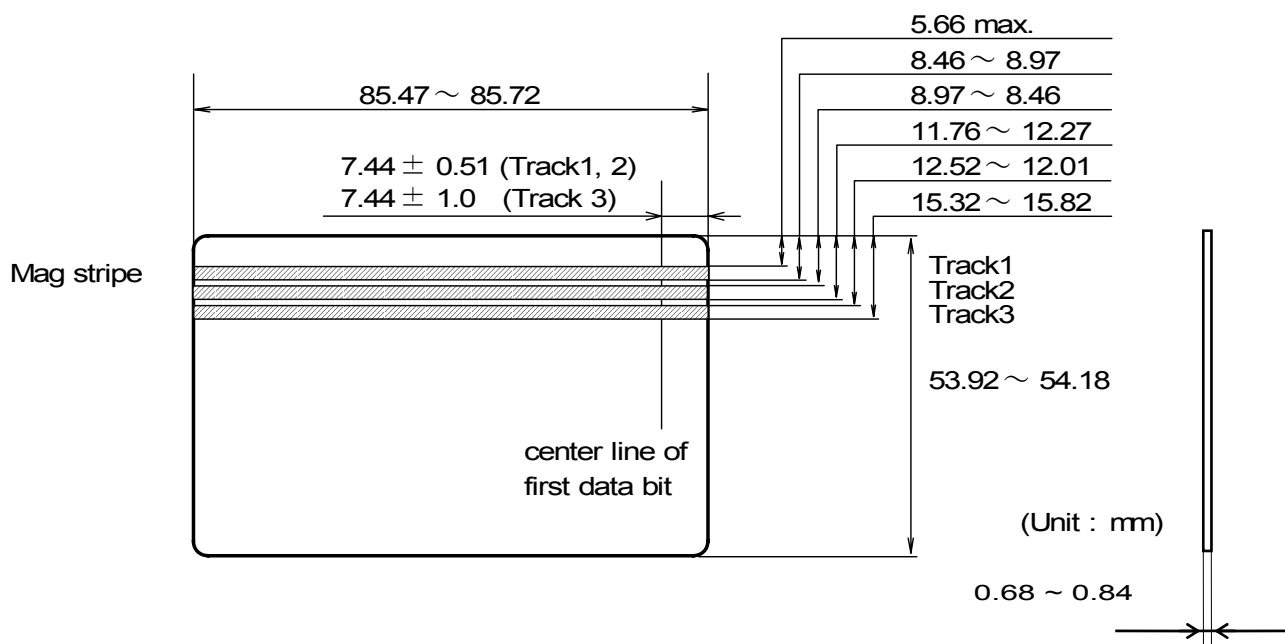 5.66 max.
8.46～ 8.97
85.47～ 85.72
8.97～ 8.46
11.76～ 12.27
7.44 ± 0.51 (Track1, 2)
12.52～ 12.01
7.44 ± 1.0 (Track 3)
15.32～ 15.82
Mag stripe
Track1
Track2
Track3
53.92～ 54.18
center line of
first data bit
(Unit : mm)
0.68 ~ 0.84